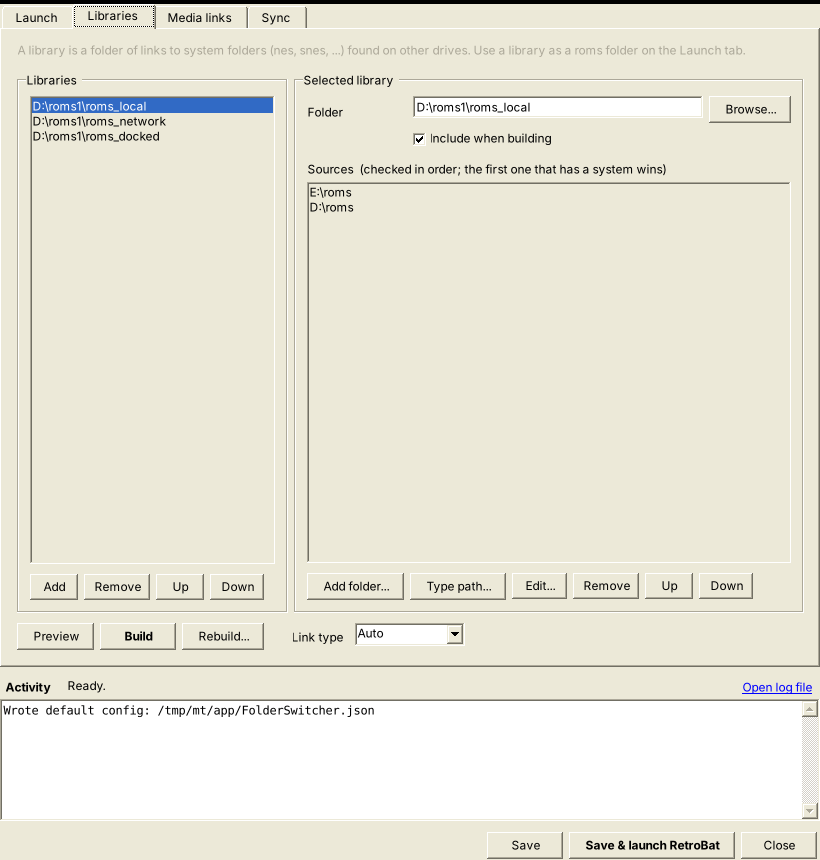 Launch Libraries Media links Sync
A library is a folder of links to system folders (nes, snes, ...) found on other drives. Use a library as a roms folder on the Launch tab.
Libraries
D:\roms1\roms_local
D:\roms1\roms_network
D:\roms1\roms_docked
Add Remove Up Down
Selected library
Folder D:\roms1\roms_local Browse...
Include when building
Sources (checked in order; the first one that has a system wins)
E:\roms
D:\roms
Add folder... Type path... Edit... Remove Up Down
Preview Build Rebuild... Link type Auto
Activity Ready. Open log file
Wrote default config: /tmp/mt/app/FolderSwitcher.json
Save Save & launch RetroBat Close